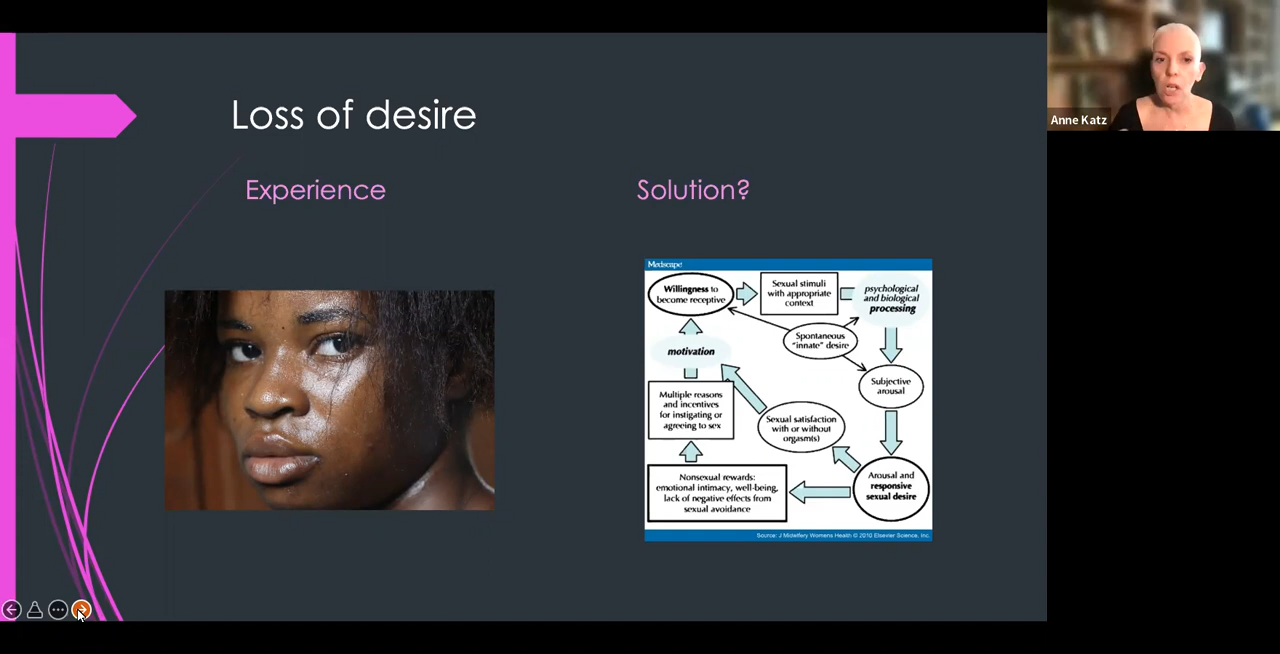 Loss of desire
Experience
Solution?
Medscape
Willingness to
become receptive
Sexual stimuli
with appropriate
context
psychological
and biological
processing
Spontaneous
"innate" desire
motivation
Subjective
arousal
Multiple reasons
and incentives
for instigating or
agreeing to sex
Sexual satisfaction
with or without
orgasm(s)
Nonsexual rewards:
emotional intimacy, well-being,
lack of negative effects from
sexual avoidance
Arousal and
responsive
sexual desire
Source: J Midwifery Womens Health © 2010 Elsevier Science, Inc.
Anne Katz